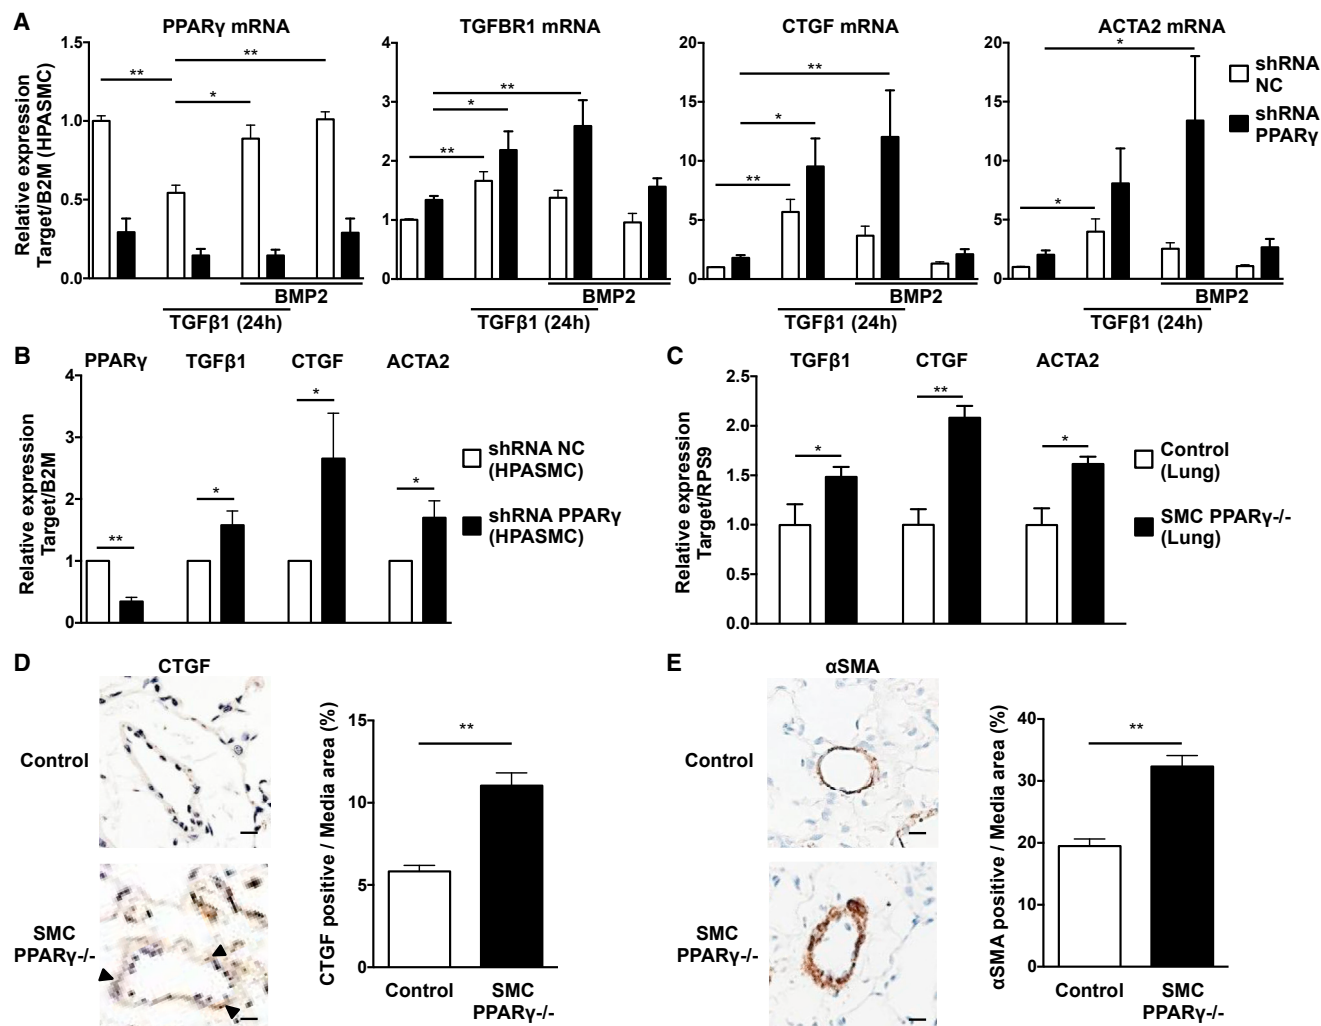 A
PPARγ mRNA
TGFBR1 mRNA
CTGF mRNA
ACTA2 mRNA
Relative expression
Target/B2M (HPASMC)
1.5
1.0
0.5
0.0
** * **
4
3
2
1
0
** * **
20
15
10
5
0
** * **
20
15
10
5
0
* *
shRNA
NC
shRNA
PPARγ
BMP2
TGFβ1 (24h)
BMP2
TGFβ1 (24h)
BMP2
TGFβ1 (24h)
BMP2
TGFβ1 (24h)
B
PPARγ TGFβ1 CTGF ACTA2
Relative expression
Target/B2M
4
3
2
1
0
** * * *
shRNA NC
(HPASMC)
shRNA PPARγ
(HPASMC)
C
TGFβ1 CTGF ACTA2
Relative expression
Target/RPS9
2.5
2.0
1.5
1.0
0.5
0.0
* ** *
Control
(Lung)
SMC PPARγ-/-
(Lung)
D
CTGF
Control
SMC
PPARγ-/-
CTGF positive / Media area (%)
15
10
5
0
**
Control SMC
PPARγ-/-
E
αSMA
Control
SMC
PPARγ-/-
αSMA positive / Media area (%)
40
30
20
10
0
**
Control SMC
PPARγ-/-